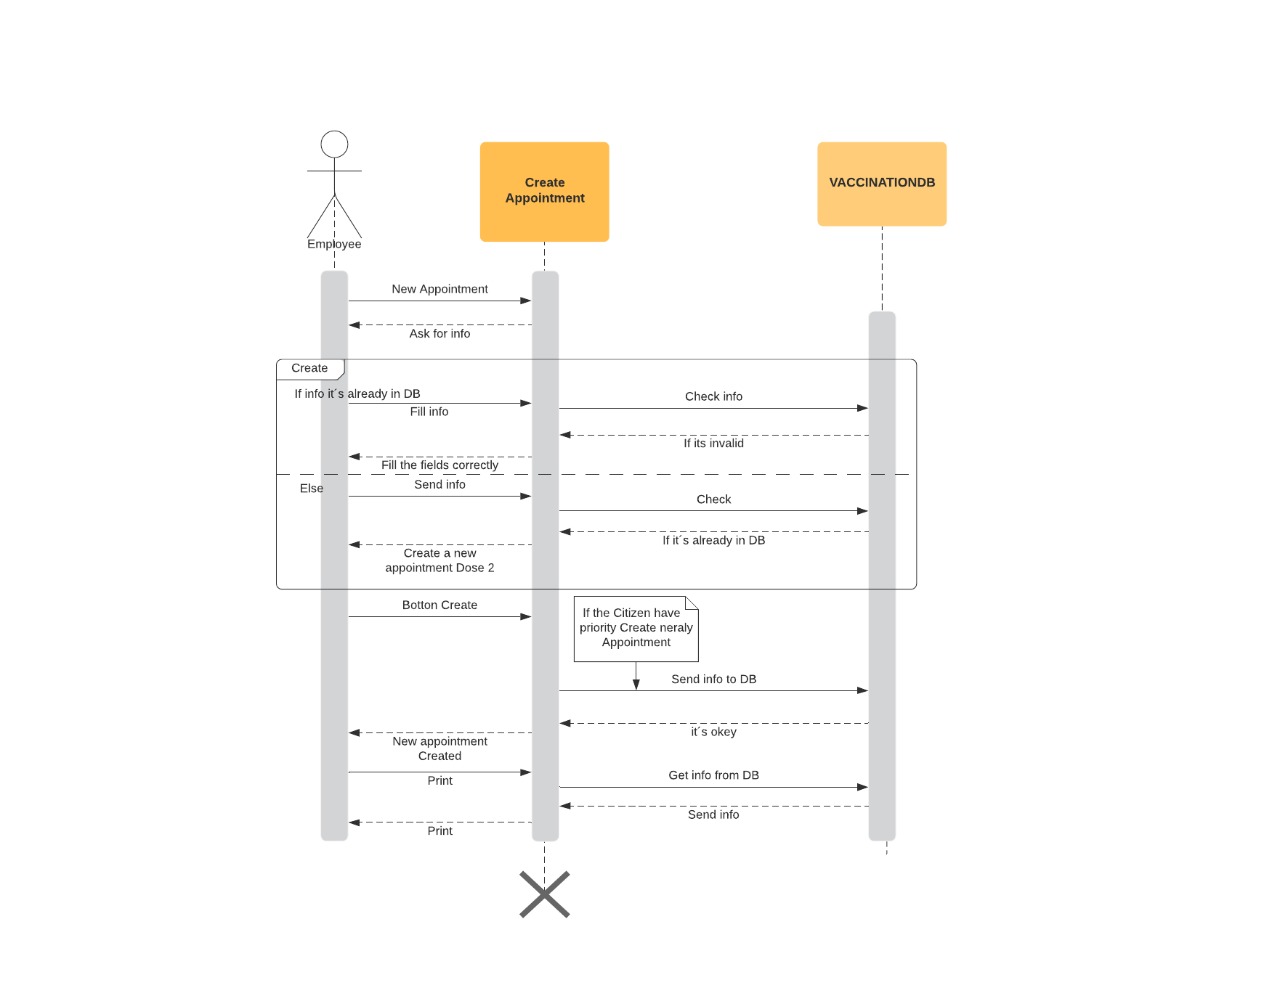 Create
Appointment
VACCINATIONDB
Employee
New Appointment
Ask for info
Create
If info it´s already in DB
Fill info
Check info
If its invalid
Fill the fields correctly
Else
Send info
Check
If it´s already in DB
Create a new
appointment Dose 2
Botton Create
If the Citizen have
priority Create neraly
Appointment
Send info to DB
it´s okey
New appointment
Created
Print
Get info from DB
Send info
Print